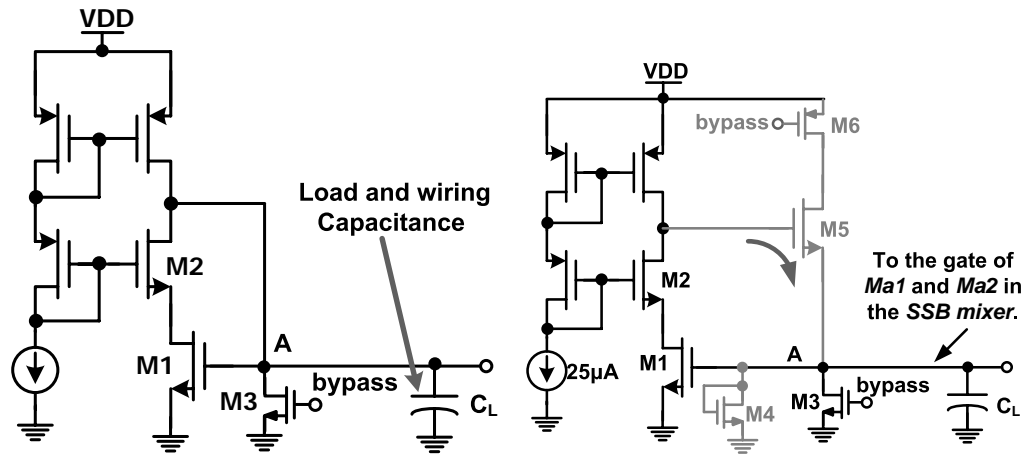 VDD
Load and wiring
Capacitance
M2
M1
A
bypass
M3
CL
VDD
bypass
M6
M5
To the gate of
Ma1 and Ma2 in
the SSB mixer.
M2
25µA
M1
A
bypass
M4
M3
CL